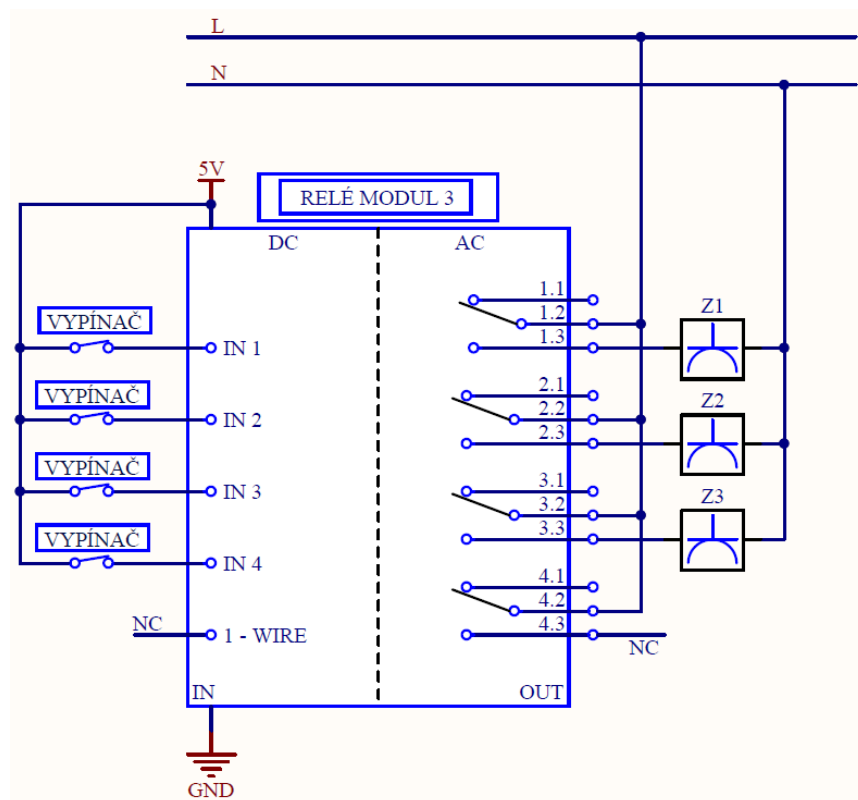 L
N
5V
RELÉ MODUL 3
DC
AC
1.1
1.2
1.3
Z1
VYPÍNAČ
IN 1
2.1
2.2
2.3
Z2
VYPÍNAČ
IN 2
3.1
3.2
3.3
Z3
VYPÍNAČ
IN 3
VYPÍNAČ
IN 4
4.1
4.2
4.3
NC
1 - WIRE
NC
IN
OUT
GND